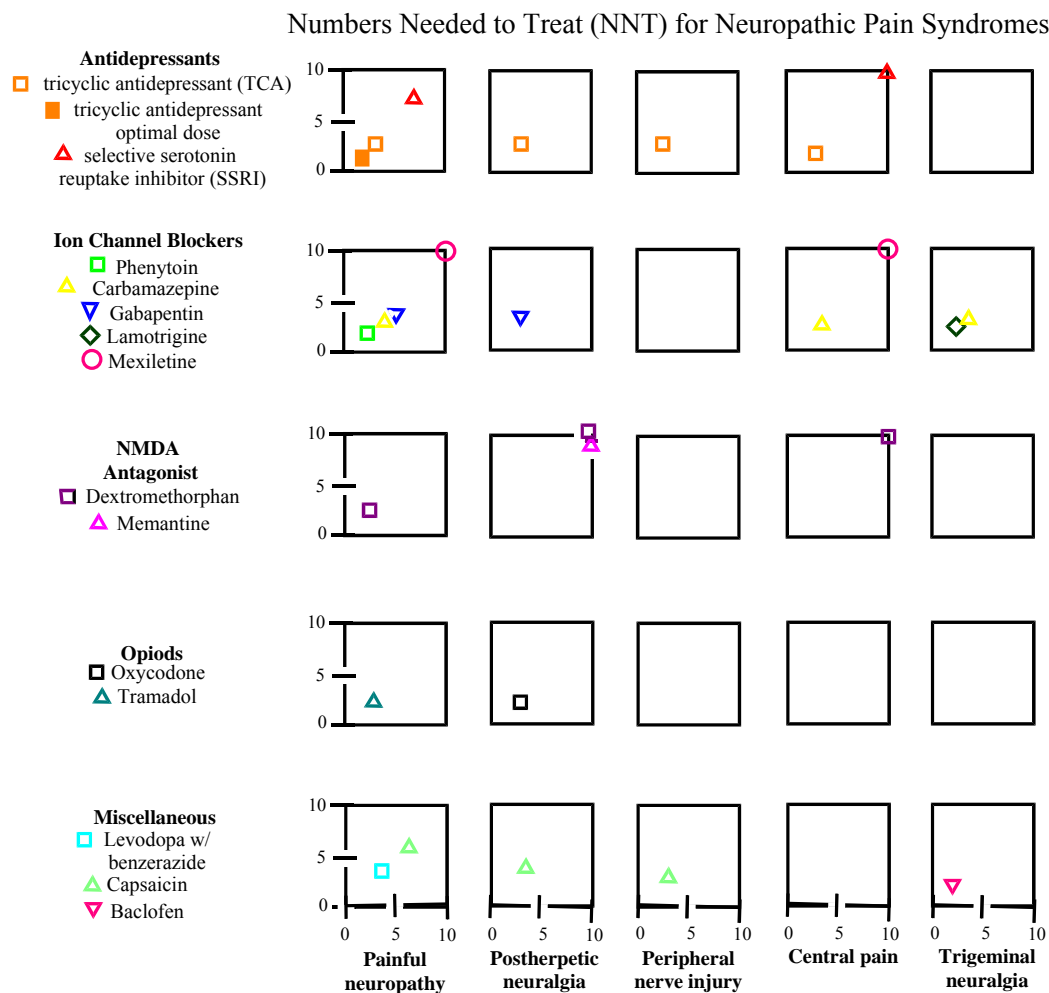 Numbers Needed to Treat (NNT) for Neuropathic Pain Syndromes
Antidepressants
tricyclic antidepressant (TCA)
tricyclic antidepressant
optimal dose
selective serotonin
reuptake inhibitor (SSRI)
10
5
0
Ion Channel Blockers
Phenytoin
Carbamazepine
Gabapentin
Lamotrigine
Mexiletine
10
5
0
NMDA
Antagonist
Dextromethorphan
Memantine
10
5
0
Opiods
Oxycodone
Tramadol
10
5
0
Miscellaneous
Levodopa w/
benzerazide
Capsaicin
Baclofen
10
5
0
0 5 10 0 5 10 0 5 10 0 5 10 0 5 10
Painful
neuropathy
Postherpetic
neuralgia
Peripheral
nerve injury
Central pain
Trigeminal
neuralgia